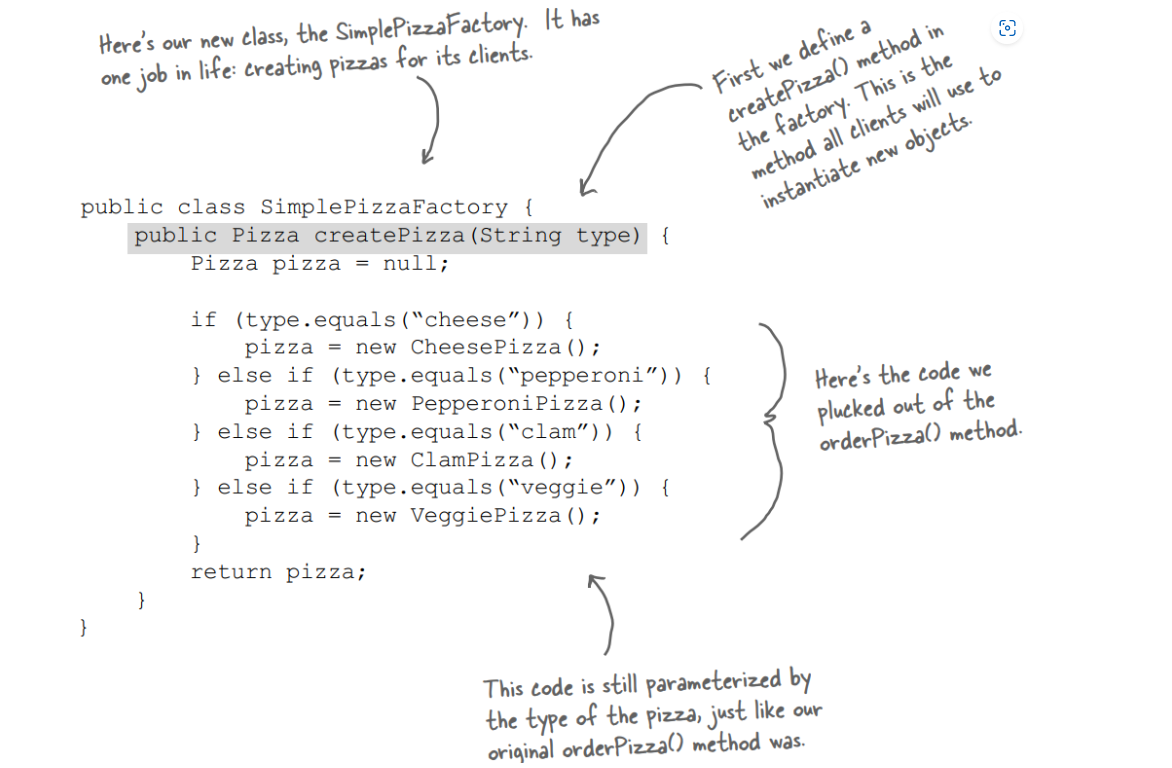 Here's our new class, the SimplePizzaFactory. It has
one job in life: creating pizzas for its clients.
First we define a
createPizza() method in
the factory. This is the
method all clients will use to
instantiate new objects.
public class SimplePizzaFactory {
public Pizza createPizza(String type) {
Pizza pizza = null;
if (type.equals(“cheese”)) {
pizza = new CheesePizza();
} else if (type.equals(“pepperoni”)) {
pizza = new PepperoniPizza();
} else if (type.equals(“clam”)) {
pizza = new ClamPizza();
} else if (type.equals(“veggie”)) {
pizza = new VeggiePizza();
}
return pizza;
}
}
Here's the code we
plucked out of the
orderPizza() method.
This code is still parameterized by
the type of the pizza, just like our
original orderPizza() method was.